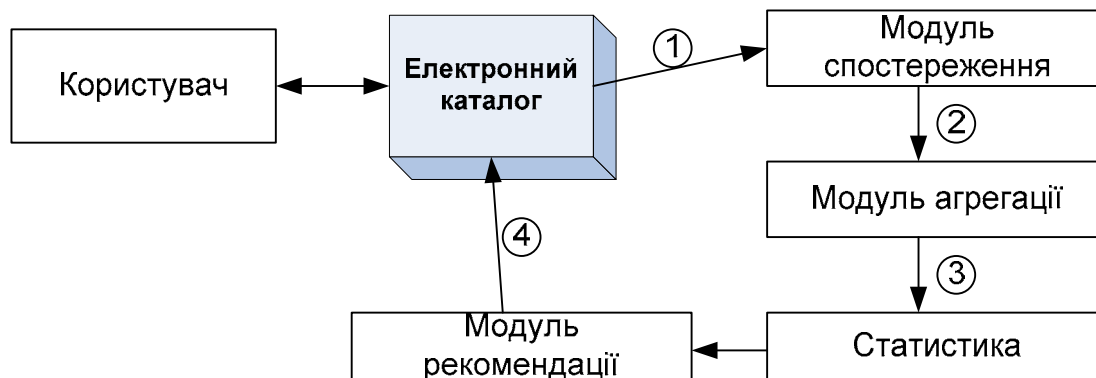 Користувач
Електронний
каталог
1
Модуль
спостереження
2
Модуль агрегації
3
Статистика
Модуль
рекомендації
4